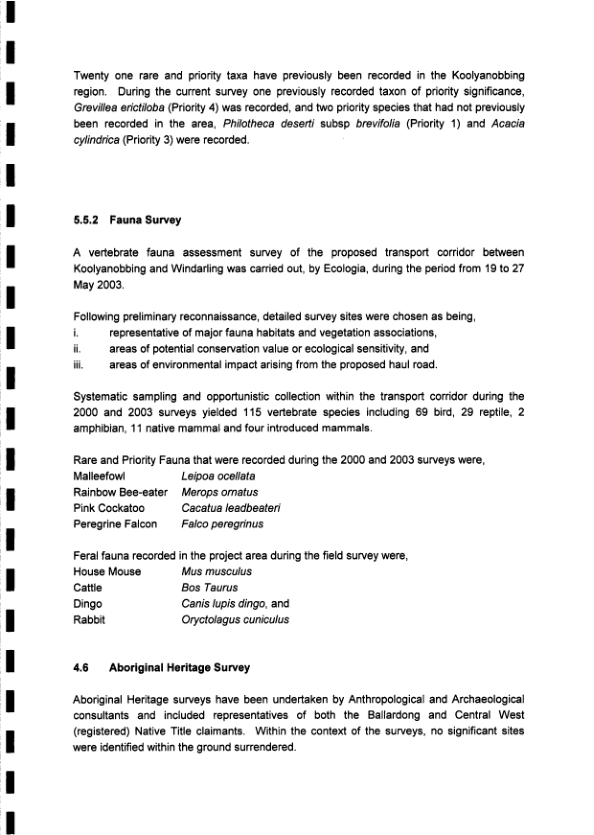 Twenty one rare and priority taxa have previously been recorded in the Koolyanobbing
region. During the current survey one previously recorded taxon of priority significance,
Grevillea erictiloba (Priority 4) was recorded, and two priority species that had not previously
been recorded in the area, Philotheca deserti subsp brevifolia (Priority 1) and Acacia
cylindrica (Priority 3) were recorded.
5.5.2 Fauna Survey
A vertebrate fauna assessment survey of the proposed transport corridor between
Koolyanobbing and Windarling was carried out, by Ecologia, during the period from 19 to 27
May 2003.
Following preliminary reconnaissance, detailed survey sites were chosen as being,
i. representative of major fauna habitats and vegetation associations,
ii. areas of potential conservation value or ecological sensitivity, and
iii. areas of environmental impact arising from the proposed haul road.
Systematic sampling and opportunistic collection within the transport corridor during the
2000 and 2003 surveys yielded 115 vertebrate species including 69 bird, 29 reptile, 2
amphibian, 11 native mammal and four introduced mammals.
Rare and Priority Fauna that were recorded during the 2000 and 2003 surveys were,
Malleefowl Leipoa ocellata
Rainbow Bee-eater Merops ornatus
Pink Cockatoo Cacatua leadbeateri
Peregrine Falcon Falco peregrinus
Feral fauna recorded in the project area during the field survey were,
House Mouse Mus musculus
Cattle Bos Taurus
Dingo Canis lupis dingo, and
Rabbit Oryctolagus cuniculus
4.6 Aboriginal Heritage Survey
Aboriginal Heritage surveys have been undertaken by Anthropological and Archaeological
consultants and included representatives of both the Ballardong and Central West
(registered) Native Title claimants. Within the context of the surveys, no significant sites
were identified within the ground surrendered.